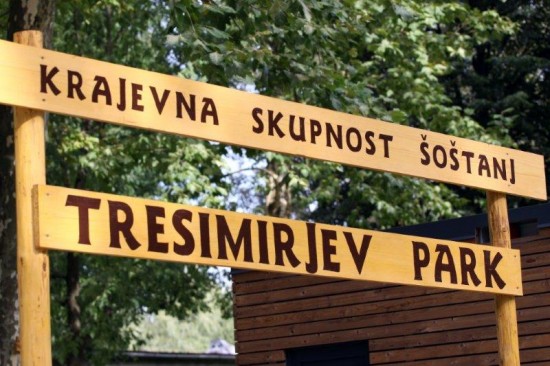 KRAJEVNA SKUPNOST ŠOŠTANJ
TRESIMIRJEV PARK